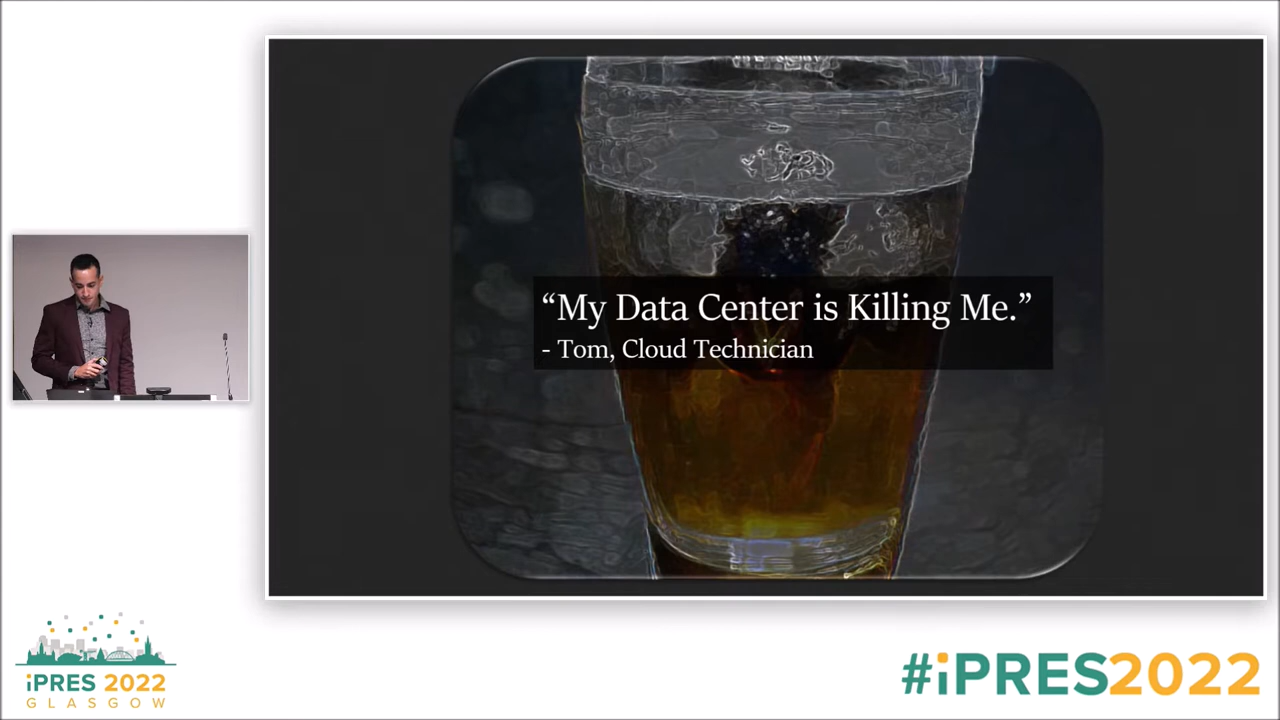 “My Data Center is Killing Me.”
- Tom, Cloud Technician
iPRES 2022
GLASGOW
#iPRES2022